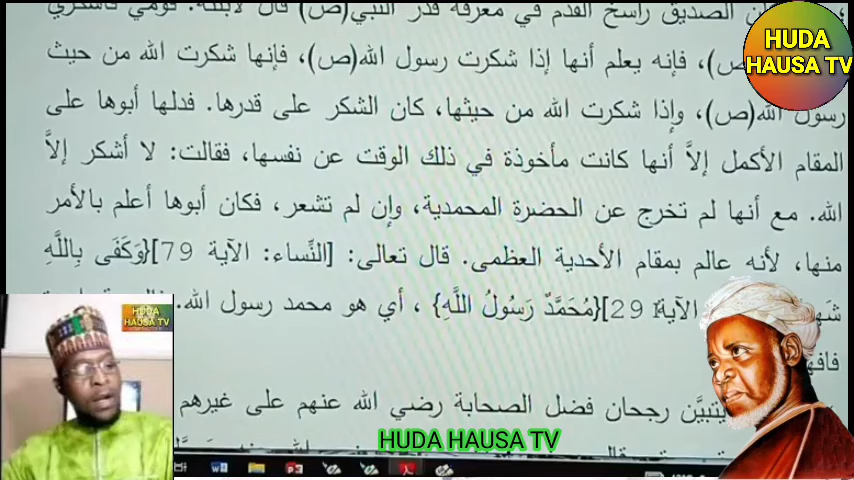 الصديق راسخ القدم في معرفة قدر النبي(ص) قال لابنته: قومي فاشكري
ص)، فإنه يعلم أنها إذا شكرت رسول الله(ص)، فإنها شكرت الله من حيث
رسول الله(ص)، وإذا شكرت الله من حيثها، كان الشكر على قدرها. فدلها أبوها على
المقام الأكمل إلاَّ أنها كانت مأخوذة في ذلك الوقت عن نفسها، فقالت: لا أشكر إلاَّ
الله. مع أنها لم تخرج عن الحضرة المحمدية، وإن لم تشعر، فكان أبوها أعلم بالأمر
منها، لأنه عالم بمقام الأحدية العظمى. قال تعالى: [النِّساء: الآية 79]{وَكَفَى بِاللَّهِ
الآية 29]{مُحَمَّدٌ رَسُولُ اللَّهِ} ، أي هو محمد رسول الله.
يتبيَّن رجحان فضل الصحابة رضي الله عنهم على غيرهم
HUDA
HAUSA TV
HUDA
HAUSA TV
HUDA HAUSA TV